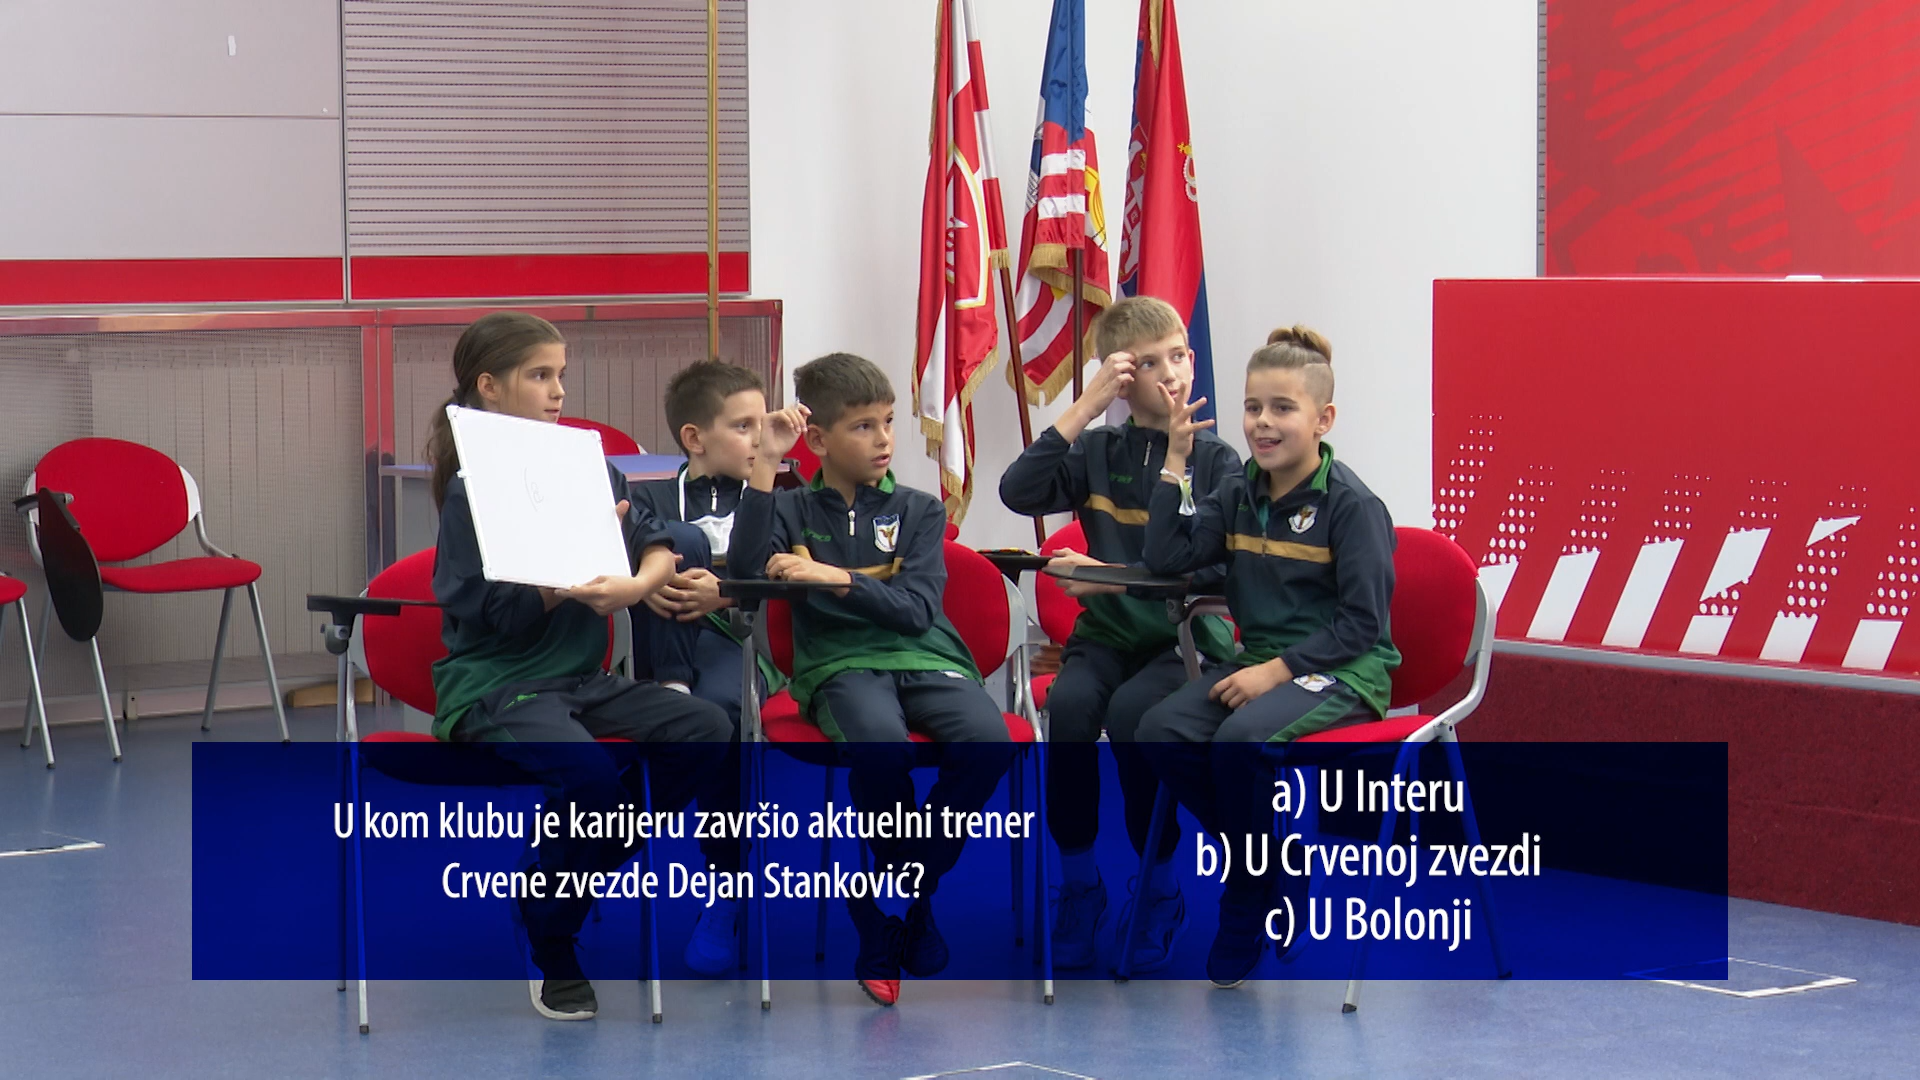 U kom klubu je karijeru završio aktuelni trener
Crvene zvezde Dejan Stanković?
a) U Interu
b) U Crvenoj zvezdi
c) U Bolonji